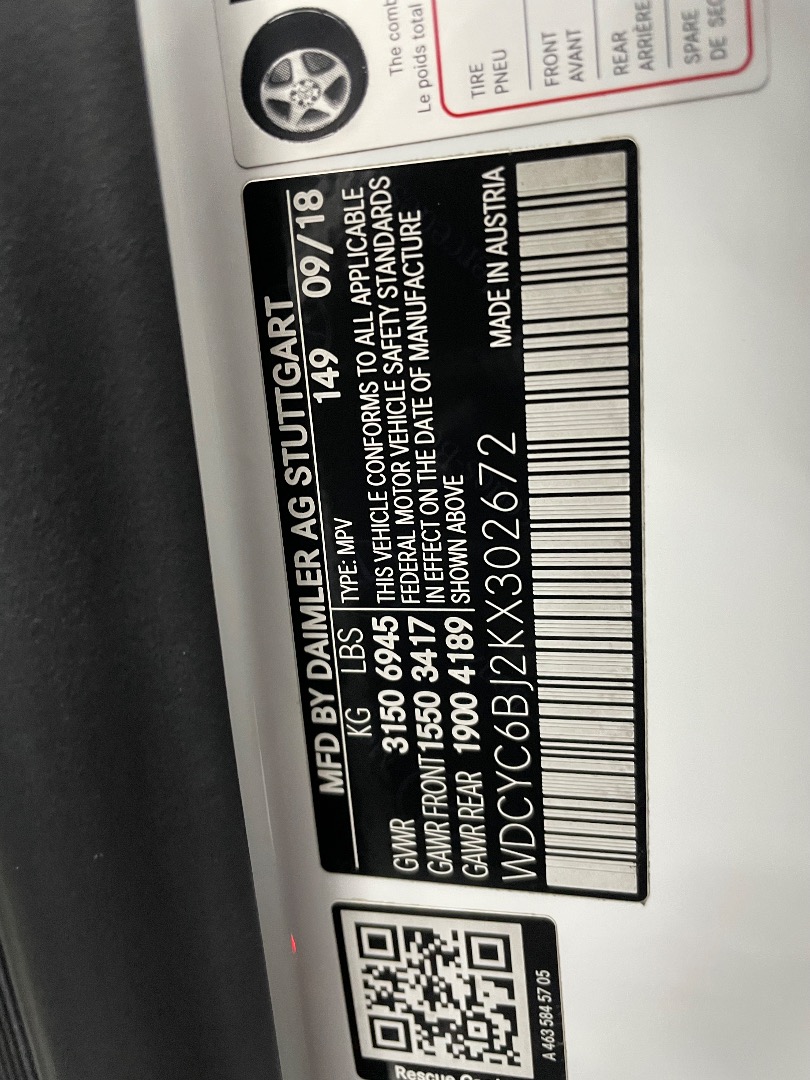 MFD BY DAIMLER AG STUTTGART
149 09/18
KG LBS TYPE: MPV
GVWR 3150 6945 THIS VEHICLE CONFORMS TO ALL APPLICABLE
GAWR FRONT 1550 3417 FEDERAL MOTOR VEHICLE SAFETY STANDARDS
GAWR REAR 1900 4189 IN EFFECT ON THE DATE OF MANUFACTURE
SHOWN ABOVE
WDCYC6BJ2KX302672 MADE IN AUSTRIA
The comb
Le poids total
TIRE
PNEU
FRONT
AVANT
REAR
ARRIÈRE
SPARE
DE SEC
A 463 584 57 05
Rescue